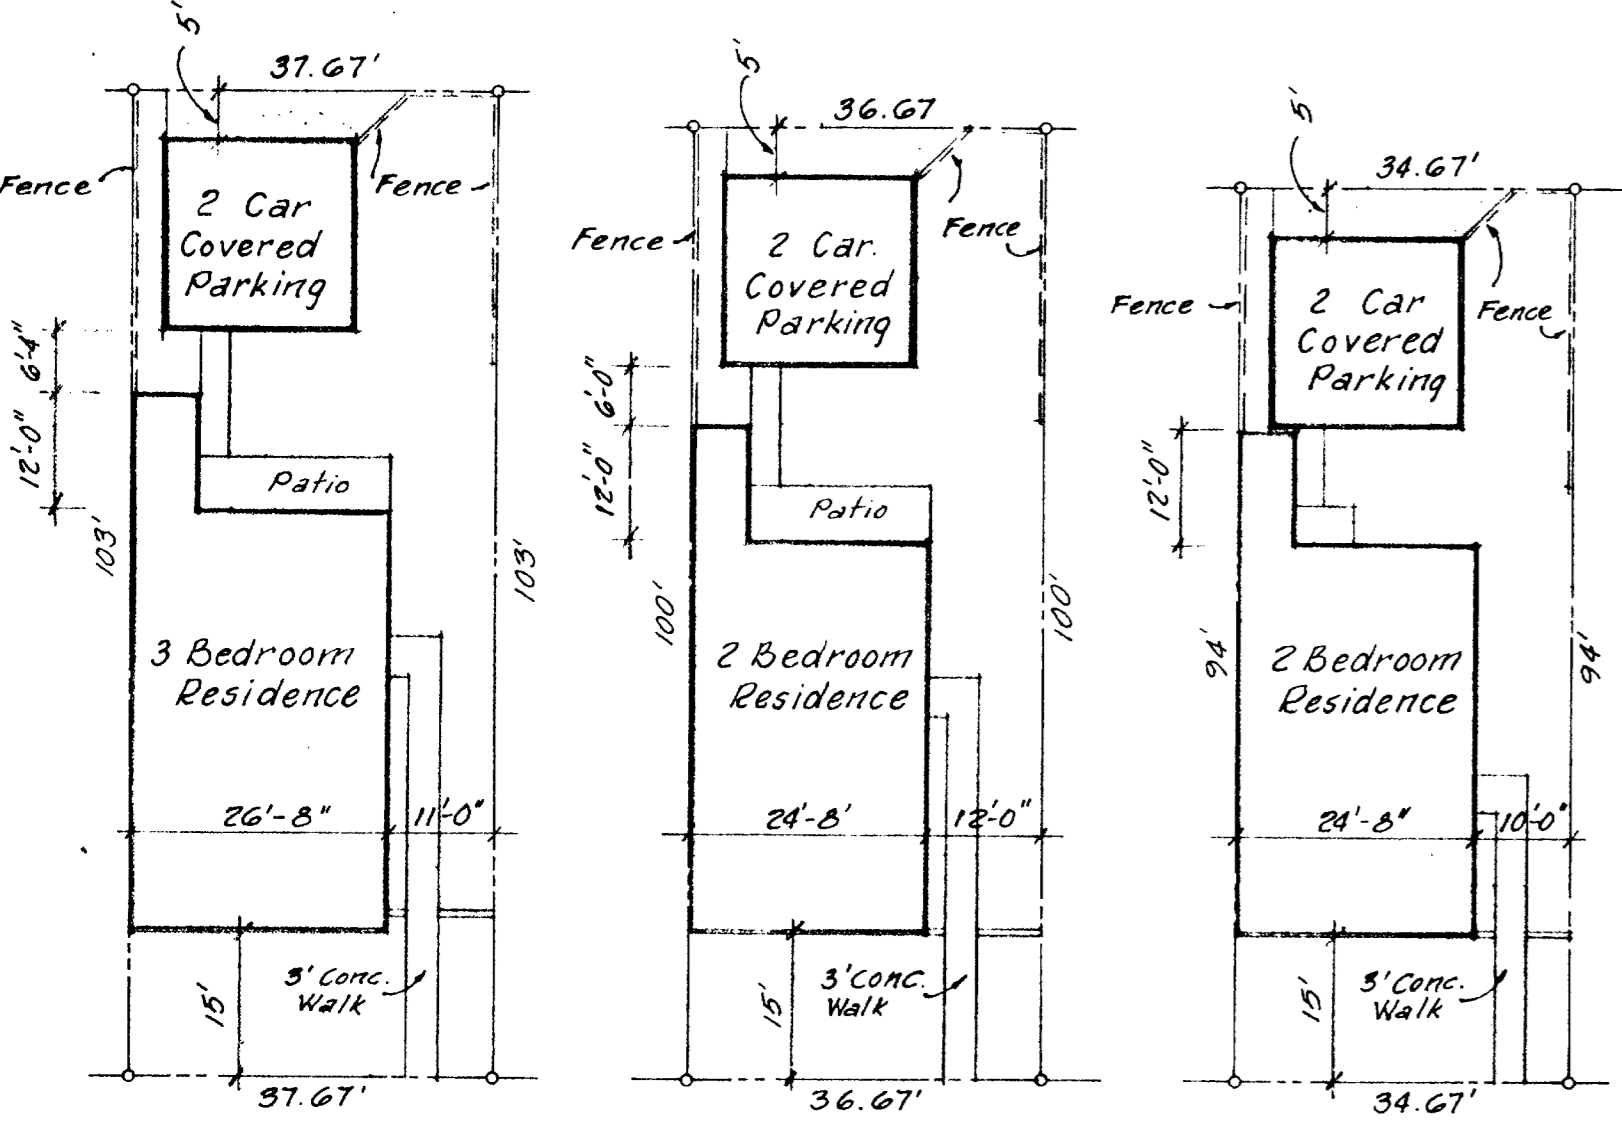 5'
37.67'
Fence
Fence
2 Car
Covered
Parking
6'-4"
12'-0"
Patio
103'
103'
3 Bedroom
Residence
26'-8"
11'-0"
15'
3' Conc.
Walk
37.67'
5'
36.67
Fence
Fence
2 Car.
Covered
Parking
6'-0"
12'-0"
Patio
100'
100'
2 Bedroom
Residence
24'-8'
12'-0"
15'
3' Conc.
Walk
36.67'
5'
34.67'
Fence
Fence
2 Car
Covered
Parking
12'-0"
94'
94'
2 Bedroom
Residence
24'-8"
10'-0"
15'
3' Conc.
Walk
34.67'